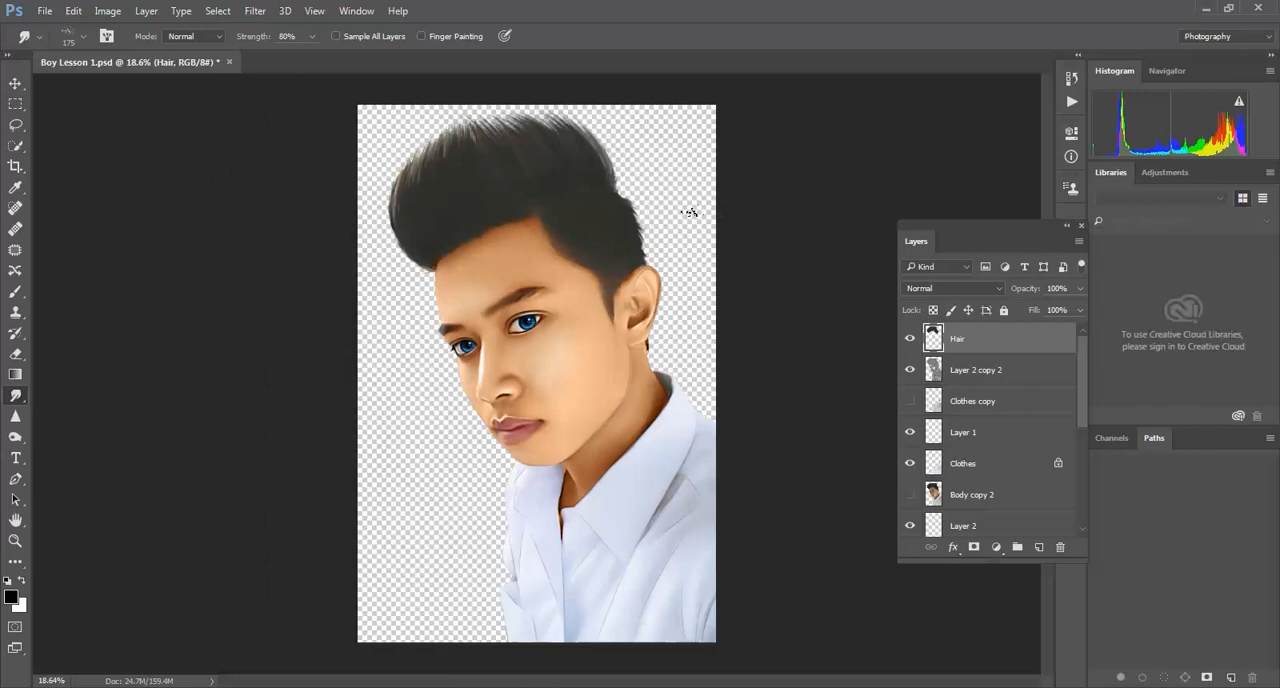 Ps File Edit Image Layer Type Select Filter 3D View Window Help
175 Mode: Normal Strength: 80% Sample All Layers Finger Painting Photography
Boy Lesson 1.psd @ 18.6% (Hair, RGB/8#) *
Histogram Navigator
Libraries Adjustments
To use Creative Cloud Libraries,
please sign in to Creative Cloud
Channels Paths
Layers
Kind
Normal Opacity: 100%
Lock: Fill: 100%
Hair
Layer 2 copy 2
Clothes copy
Layer 1
Clothes
Body copy 2
Layer 2
fx
18.64% Doc: 24.7M/159.4M